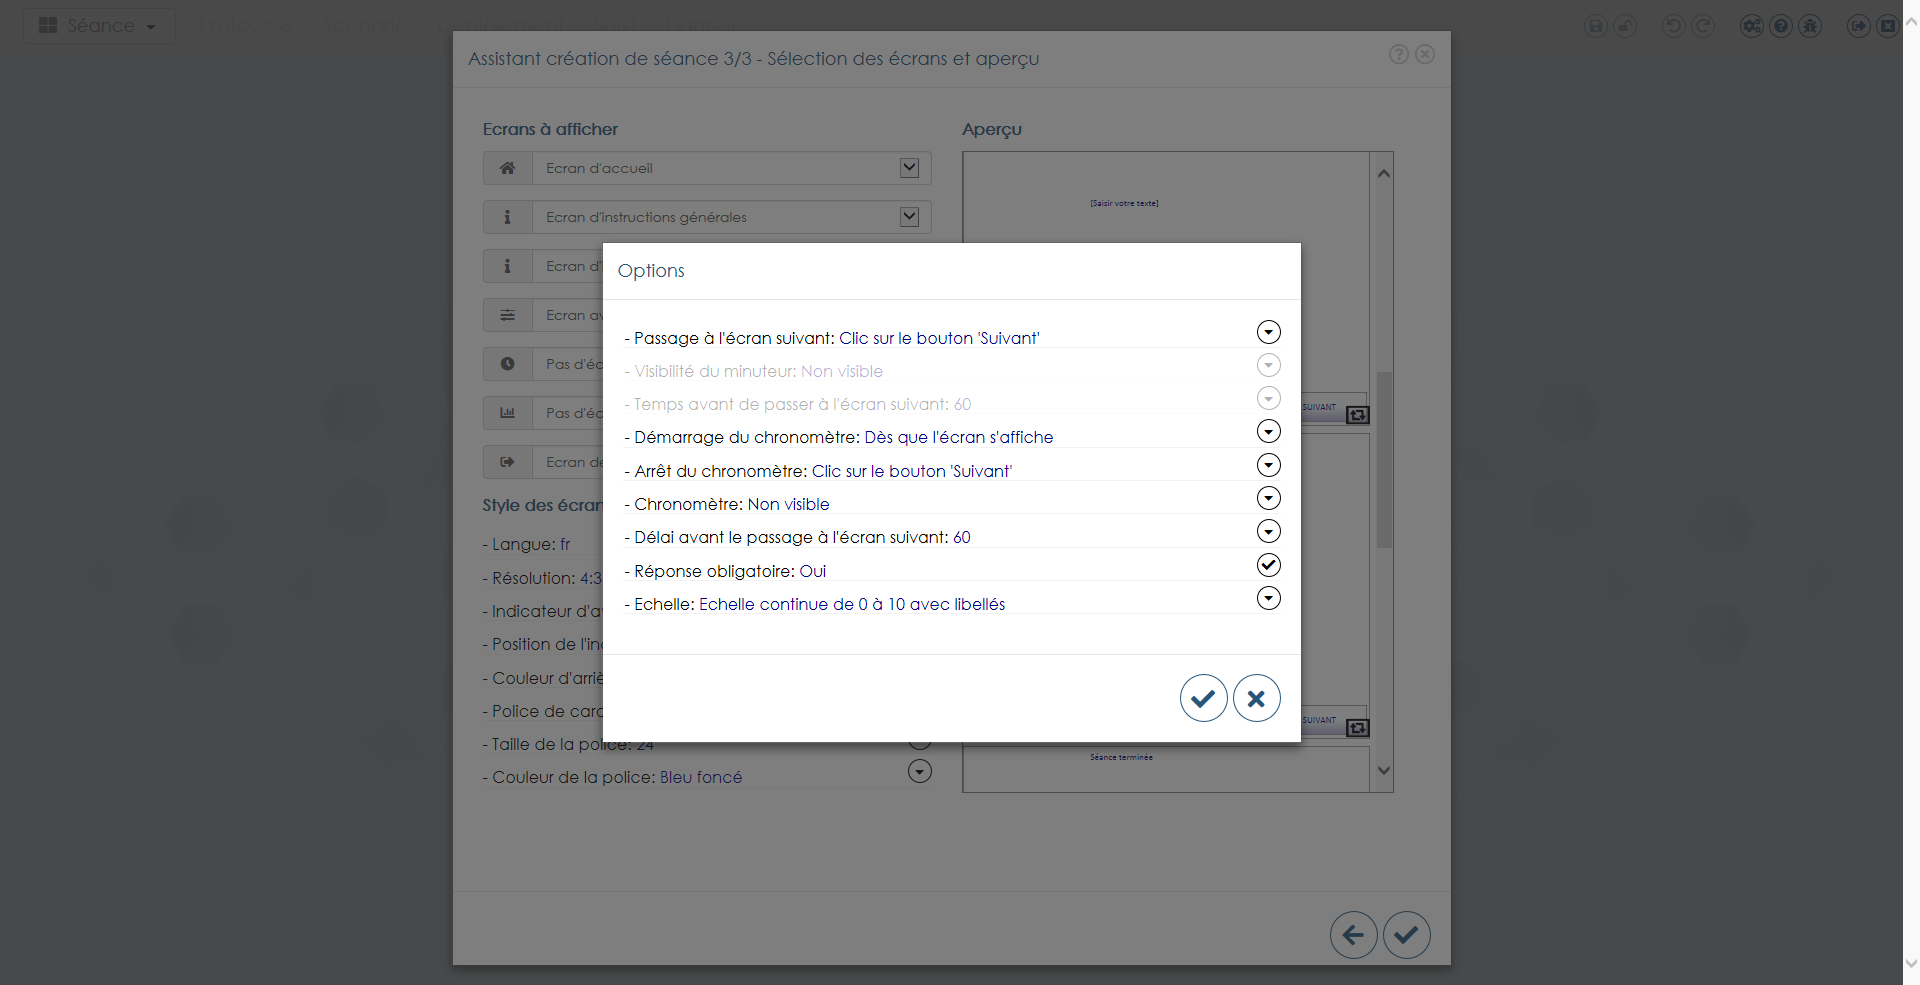 Séance
Protocole Scénario Déploiement Suivi Données
Assistant création de séance 3/3 - Sélection des écrans et aperçu
Ecrans à afficher
Aperçu
Ecran d'accueil
Ecran d'instructions générales
Ecran d'i
Ecran av
Pas d'éc
Pas d'éc
Ecran de
[Saisir votre texte]
Options
- Passage à l'écran suivant: Clic sur le bouton 'Suivant'
- Visibilité du minuteur: Non visible
- Temps avant de passer à l'écran suivant: 60
- Démarrage du chronomètre: Dès que l'écran s'affiche
- Arrêt du chronomètre: Clic sur le bouton 'Suivant'
- Chronomètre: Non visible
- Délai avant le passage à l'écran suivant: 60
- Réponse obligatoire: Oui
- Echelle: Echelle continue de 0 à 10 avec libellés
SUIVANT
Style des écran
- Langue: fr
- Résolution: 4:3
- Indicateur d'av
- Position de l'in
- Couleur d'arriè
- Police de cara
- Taille de la police: 24
- Couleur de la police: Bleu foncé
SUIVANT
Séance terminée